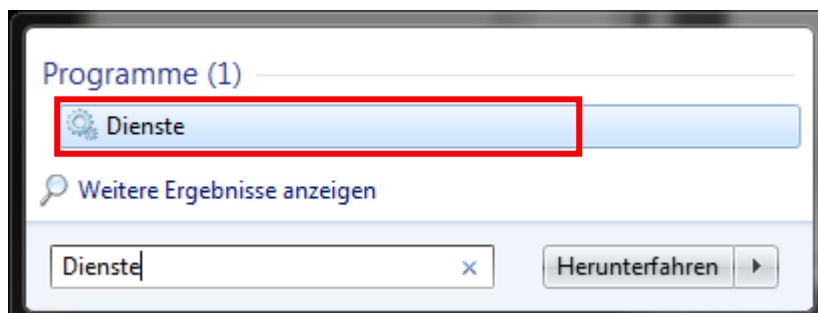 Programme (1)
Dienste
Weitere Ergebnisse anzeigen
Dienste
Herunterfahren